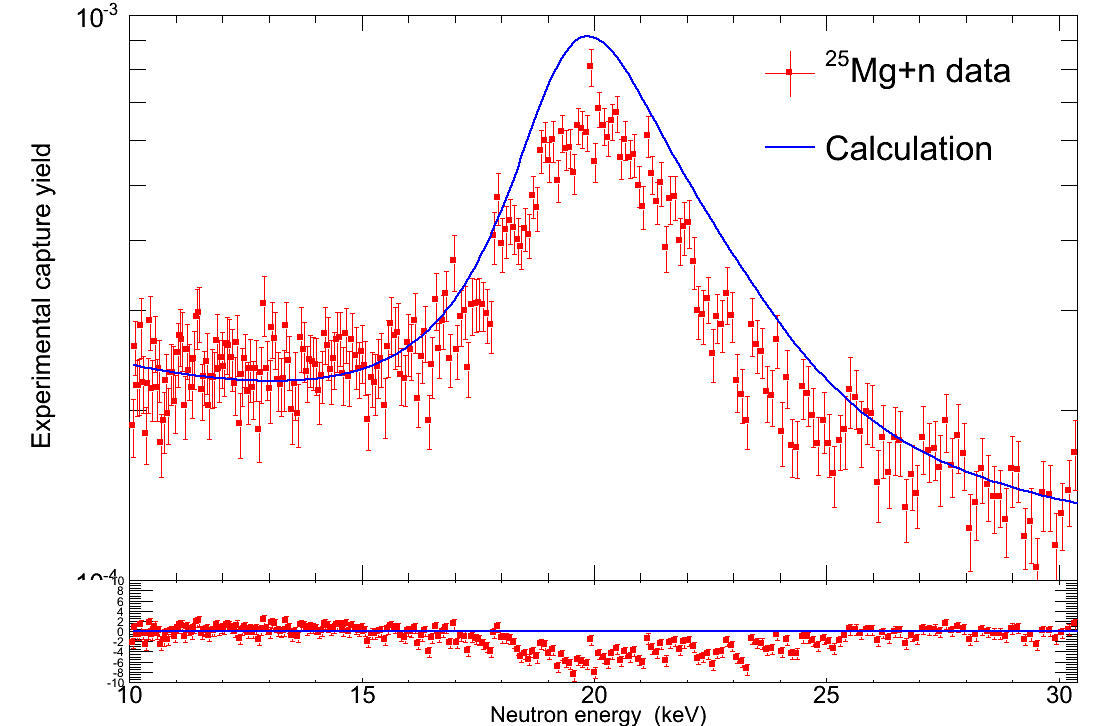 10⁻³
²⁵Mg+n data
Calculation
Experimental capture yield
10⁻⁴
10
8
6
4
2
0
-2
-4
-6
-8
-10
10 15 20 25 30
Neutron energy (keV)